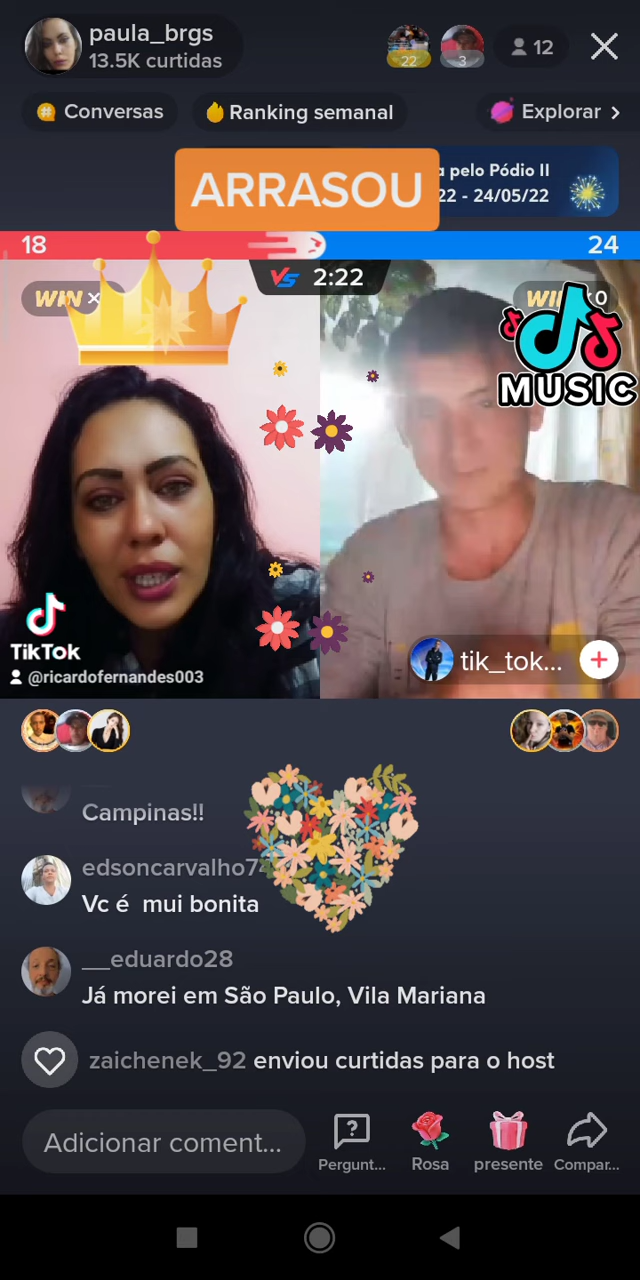 paula_brgs
13.5K curtidas
22
3
12
Conversas
Ranking semanal
Explorar
ARRASOU
a pelo Pódio II
22 - 24/05/22
18
24
WIN ×
VS 2:22
MUSIC
TikTok
@ricardofernandes003
tik_tok...
Campinas!!
edsoncarvalho7
Vc é mui bonita
__eduardo28
Já morei em São Paulo, Vila Mariana
zaichenek_92 enviou curtidas para o host
Adicionar coment...
Pergunt...
Rosa
presente
Compar...